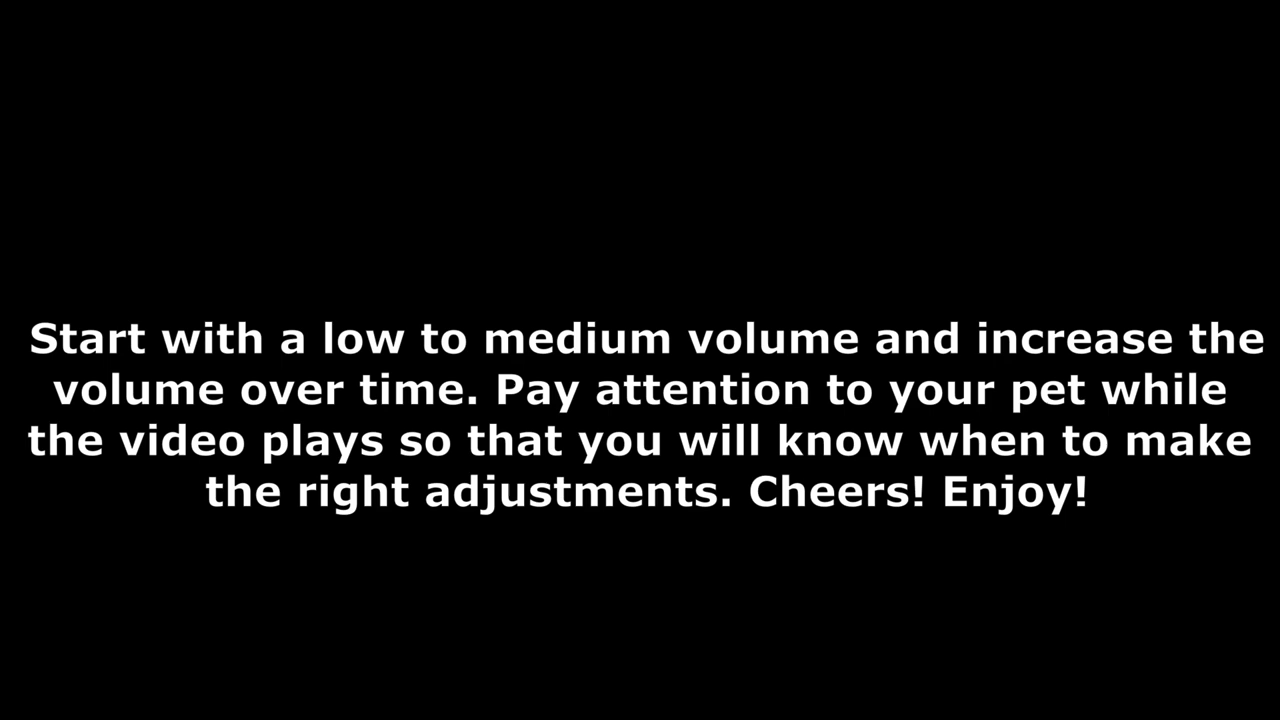 Start with a low to medium volume and increase the
volume over time. Pay attention to your pet while
the video plays so that you will know when to make
the right adjustments. Cheers! Enjoy!